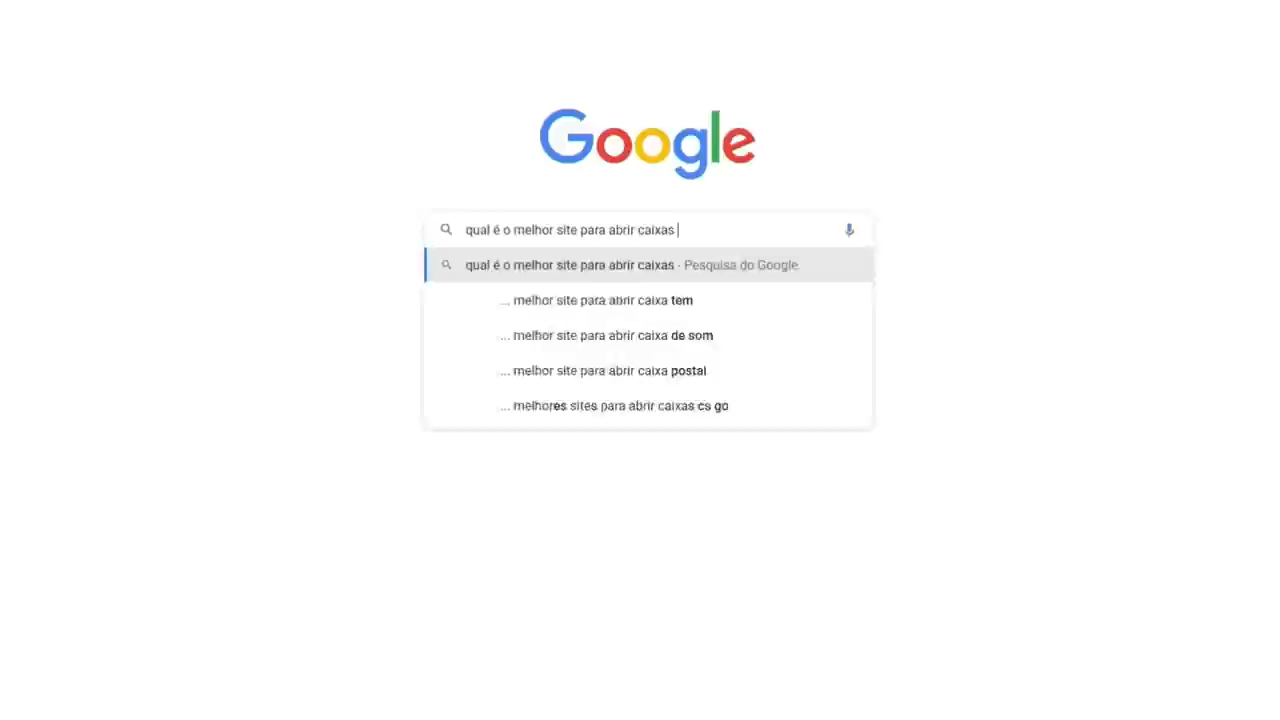 Google
qual é o melhor site para abrir caixas
qual é o melhor site para abrir caixas - Pesquisa do Google
... melhor site para abrir caixa tem
... melhor site para abrir caixa de som
... melhor site para abrir caixa postal
... melhores sites para abrir caixas cs go